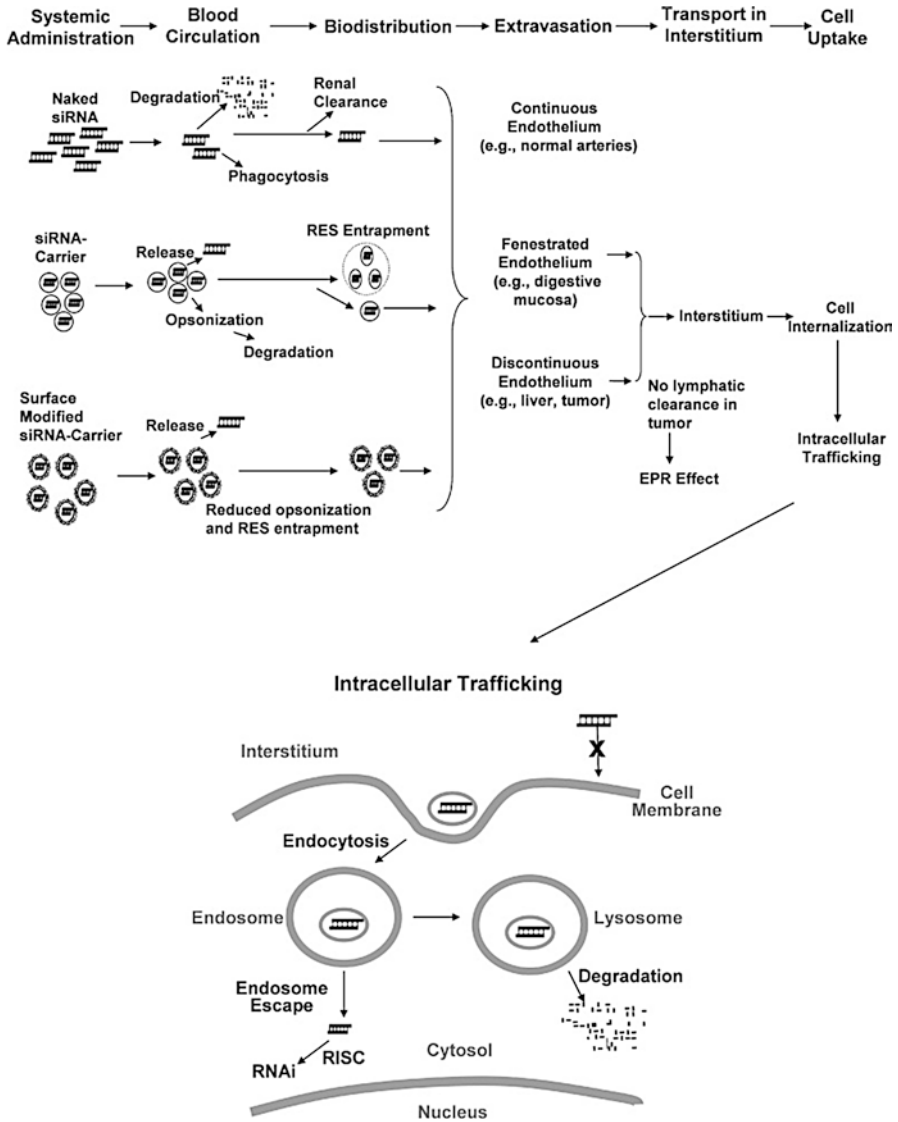 Systemic
Administration
Blood
Circulation
Biodistribution
Extravasation
Transport in
Interstitium
Cell
Uptake
Naked
siRNA
Degradation
Renal
Clearance
Phagocytosis
Continuous
Endothelium
(e.g., normal arteries)
siRNA-
Carrier
Release
RES Entrapment
Opsonization
Degradation
Fenestrated
Endothelium
(e.g., digestive
mucosa)
Interstitium
Cell
Internalization
Discontinuous
Endothelium
(e.g., liver, tumor)
No lymphatic
clearance in
tumor
EPR Effect
Intracellular
Trafficking
Surface
Modified
siRNA-Carrier
Release
Reduced opsonization
and RES entrapment
Intracellular Trafficking
Interstitium
X
Cell
Membrane
Endocytosis
Endosome
Lysosome
Endosome
Escape
Degradation
RISC
RNAi
Cytosol
Nucleus